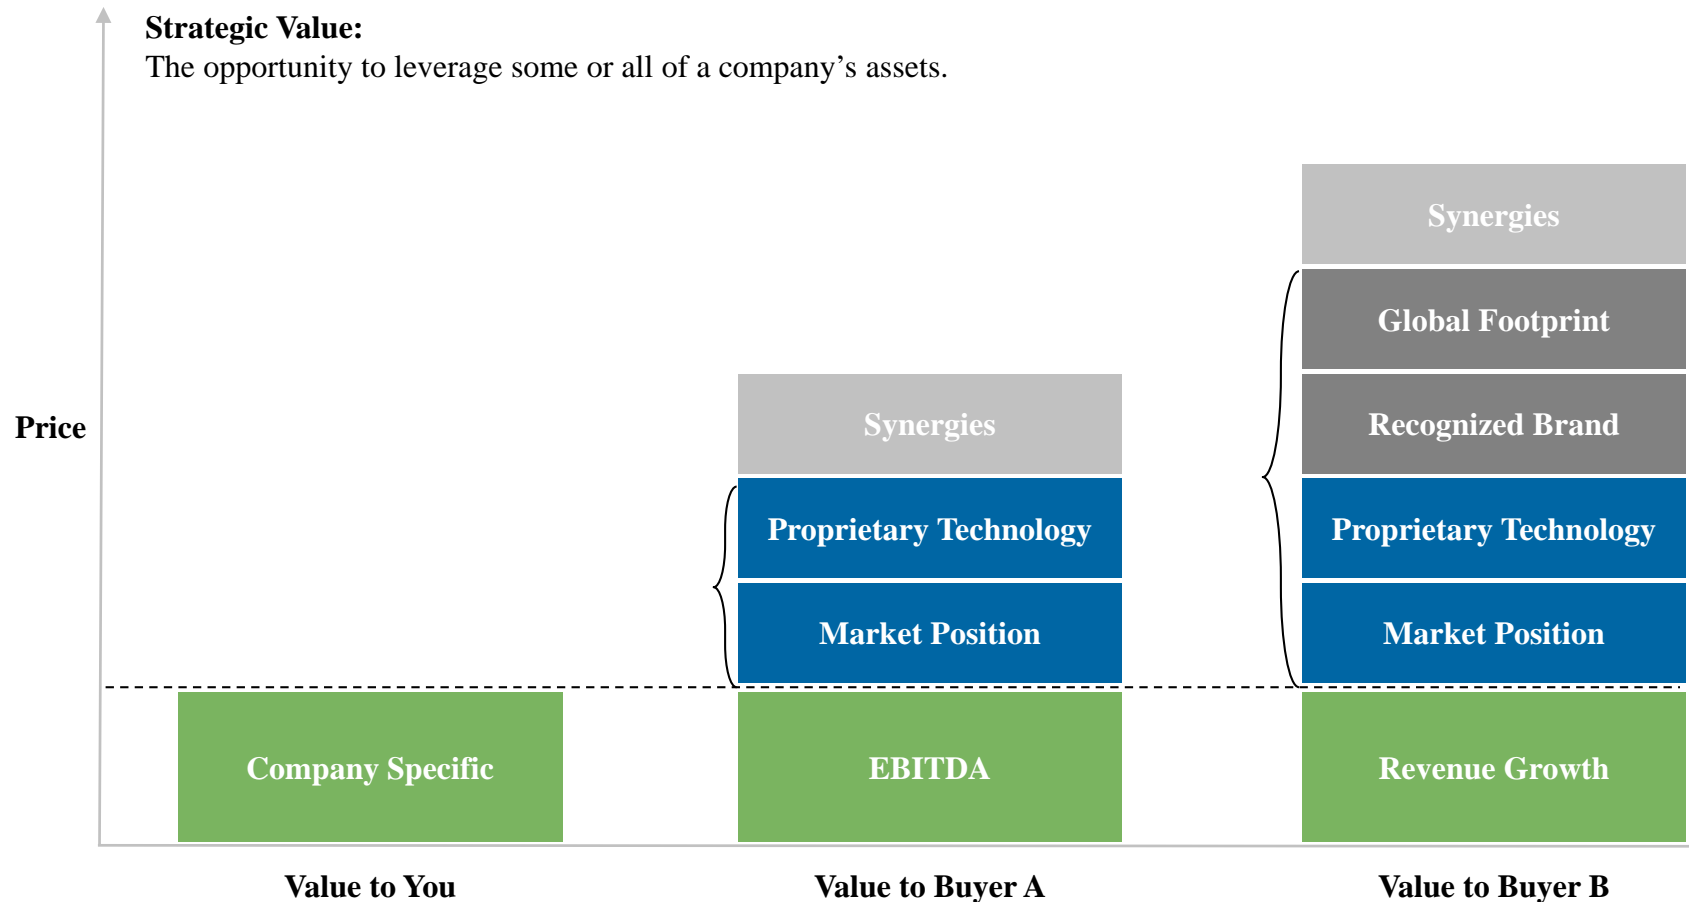 Strategic Value:
The opportunity to leverage some or all of a company’s assets.
Price
Company Specific
Value to You
Synergies
Proprietary Technology
Market Position
EBITDA
Value to Buyer A
Synergies
Global Footprint
Recognized Brand
Proprietary Technology
Market Position
Revenue Growth
Value to Buyer B